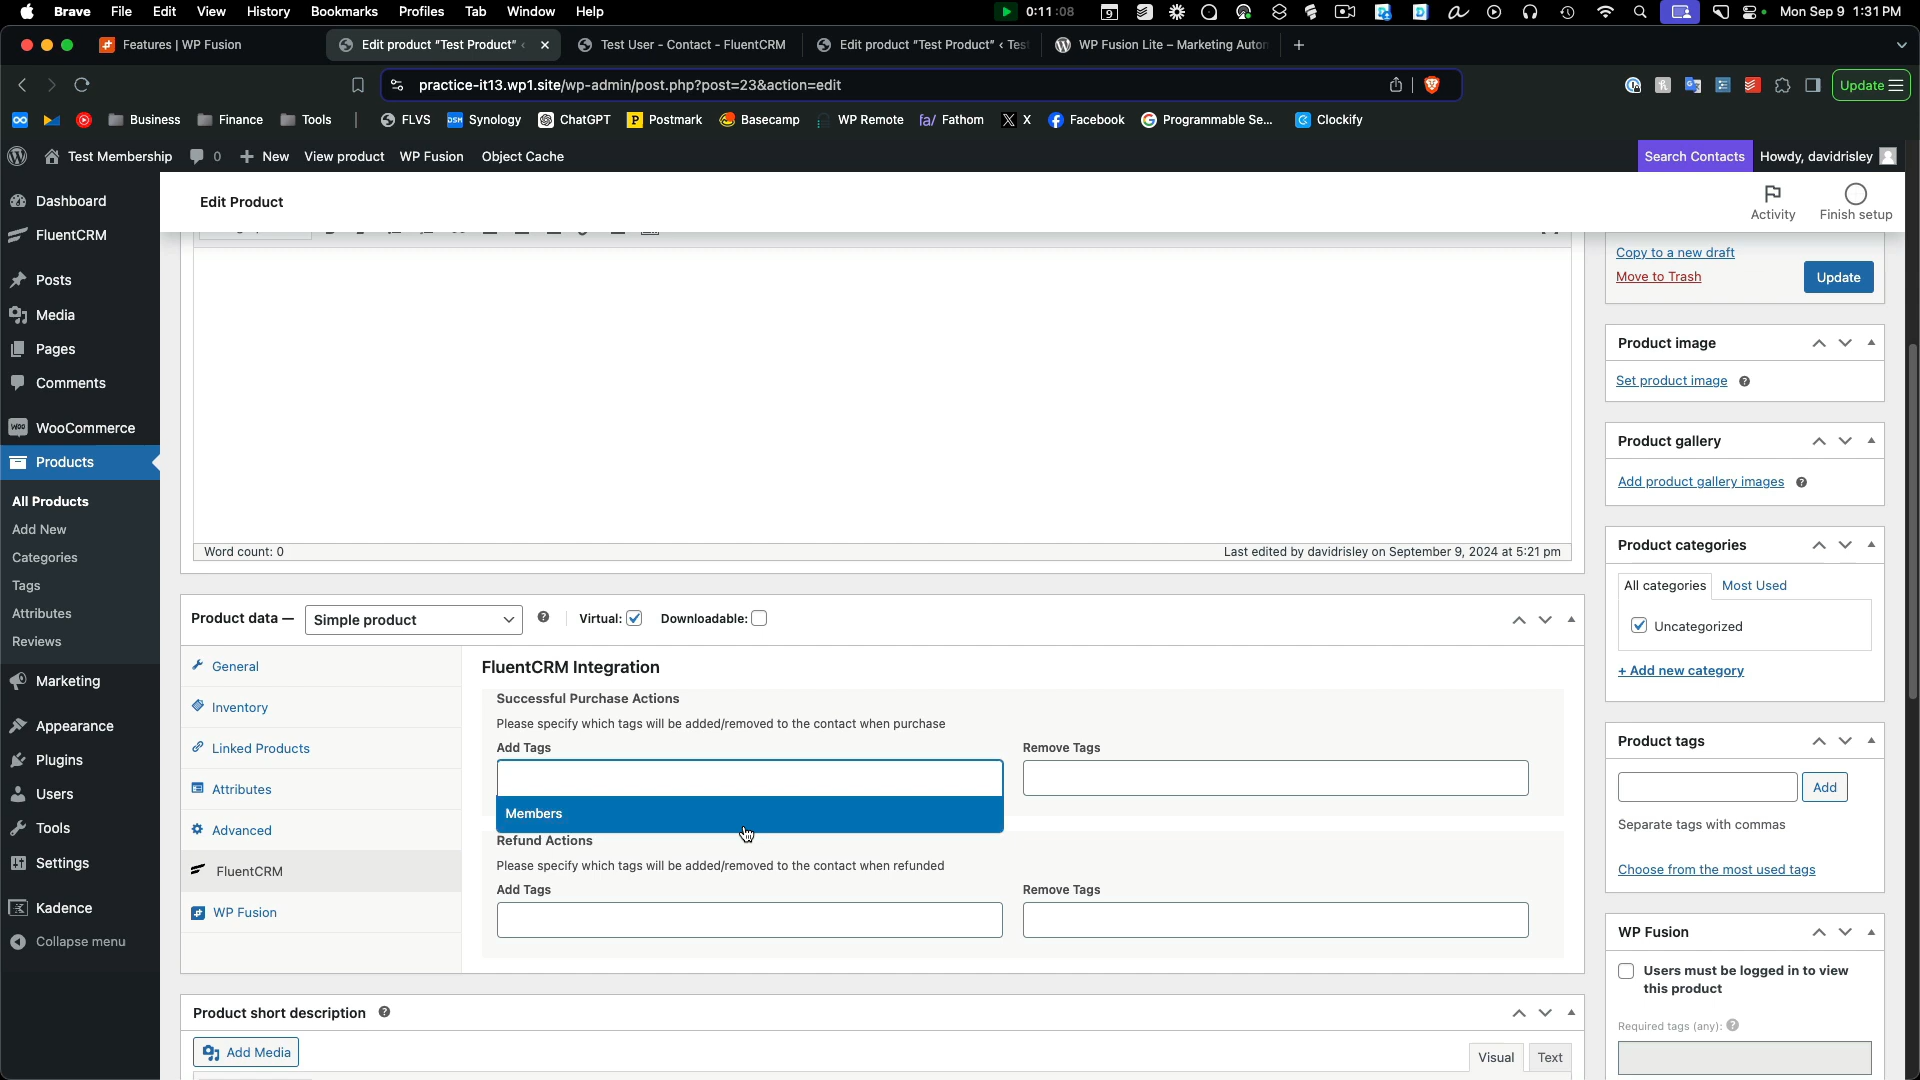 Brave File Edit View History Bookmarks Profiles Tab Window Help 0:11:08 Mon Sep 9 1:31 PM
Features | WP Fusion
Edit product "Test Product" ‹
Test User - Contact - FluentCRM
Edit product "Test Product" ‹ Tes
WP Fusion Lite – Marketing Auton
practice-it13.wp1.site/wp-admin/post.php?post=23&action=edit
Update
Business Finance Tools FLVS Synology ChatGPT Postmark Basecamp WP Remote Fathom X Facebook Programmable Se... Clockify
Test Membership 0 New View product WP Fusion Object Cache Search Contacts Howdy, davidrisley
Edit Product
Activity
Finish setup
Dashboard
FluentCRM
Posts
Media
Pages
Comments
WooCommerce
Products
All Products
Add New
Categories
Tags
Attributes
Reviews
Marketing
Appearance
Plugins
Users
Tools
Settings
Kadence
Collapse menu
Word count: 0
Last edited by davidrisley on September 9, 2024 at 5:21 pm
Product data —
Simple product
Virtual:
Downloadable:
General
Inventory
Linked Products
Attributes
Advanced
FluentCRM
WP Fusion
FluentCRM Integration
Successful Purchase Actions
Please specify which tags will be added/removed to the contact when purchase
Add Tags
Remove Tags
Members
Refund Actions
Please specify which tags will be added/removed to the contact when refunded
Add Tags
Remove Tags
Product short description
Add Media
Visual
Text
Copy to a new draft
Move to Trash
Update
Product image
Set product image
Product gallery
Add product gallery images
Product categories
All categories
Most Used
Uncategorized
+ Add new category
Product tags
Add
Separate tags with commas
Choose from the most used tags
WP Fusion
Users must be logged in to view
this product
Required tags (any):